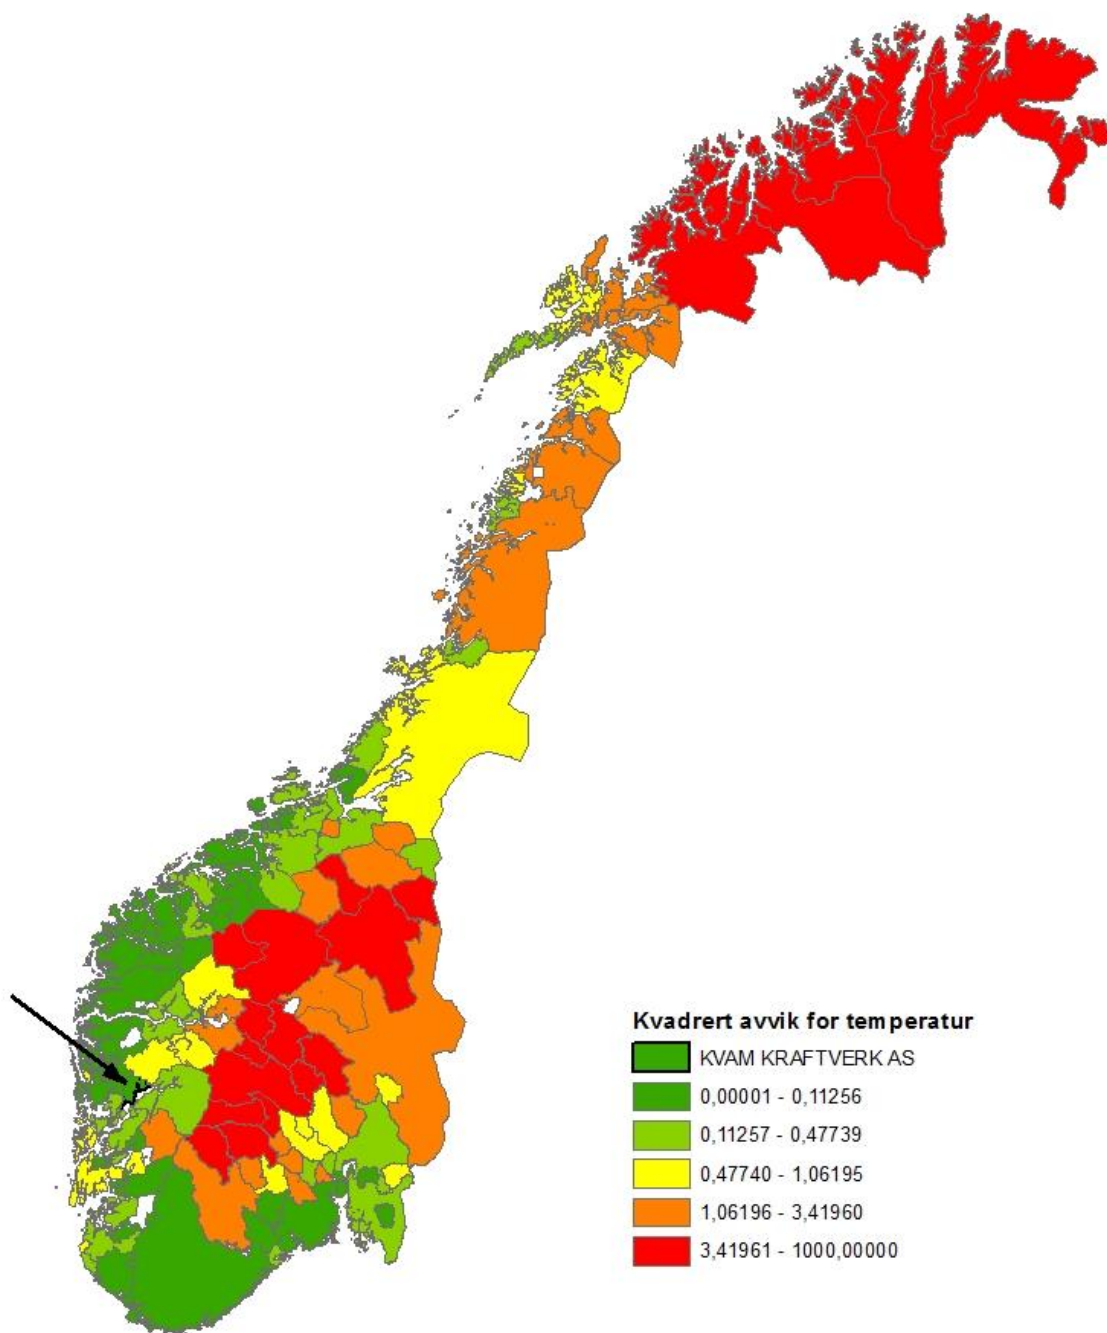 Kvadrert avvik for temperatur
KVAM KRAFTVERK AS
0,00001 - 0,11256
0,11257 - 0,47739
0,47740 - 1,06195
1,06196 - 3,41960
3,41961 - 1000,00000